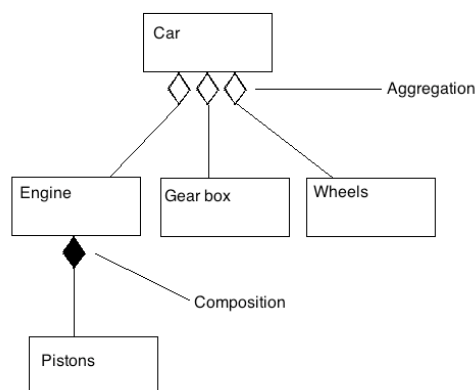 Car
Aggregation
Engine
Gear box
Wheels
Composition
Pistons